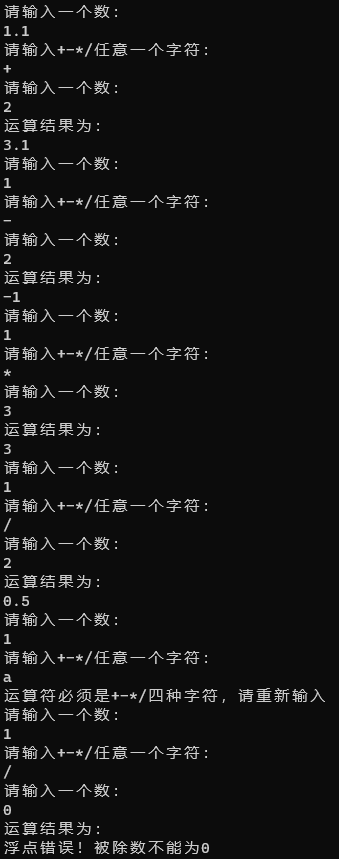 请输入一个数:
1.1
请输入+-*/任意一个字符:
+
请输入一个数:
2
运算结果为:
3.1
请输入一个数:
1
请输入+-*/任意一个字符:
-
请输入一个数:
2
运算结果为:
-1
请输入一个数:
1
请输入+-*/任意一个字符:
*
请输入一个数:
3
运算结果为:
3
请输入一个数:
1
请输入+-*/任意一个字符:
/
请输入一个数:
2
运算结果为:
0.5
请输入一个数:
1
请输入+-*/任意一个字符:
a
运算符必须是+-*/四种字符, 请重新输入
请输入一个数:
1
请输入+-*/任意一个字符:
/
请输入一个数:
0
运算结果为:
浮点错误! 被除数不能为0